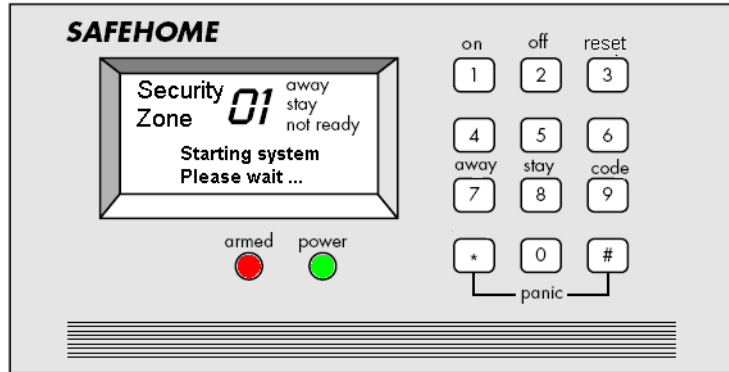 SAFEHOME
Security Zone 01
away
stay
not ready
Starting system
Please wait ...
armed power
on off reset
1 2 3
4 5 6
away stay code
7 8 9
* 0 #
panic